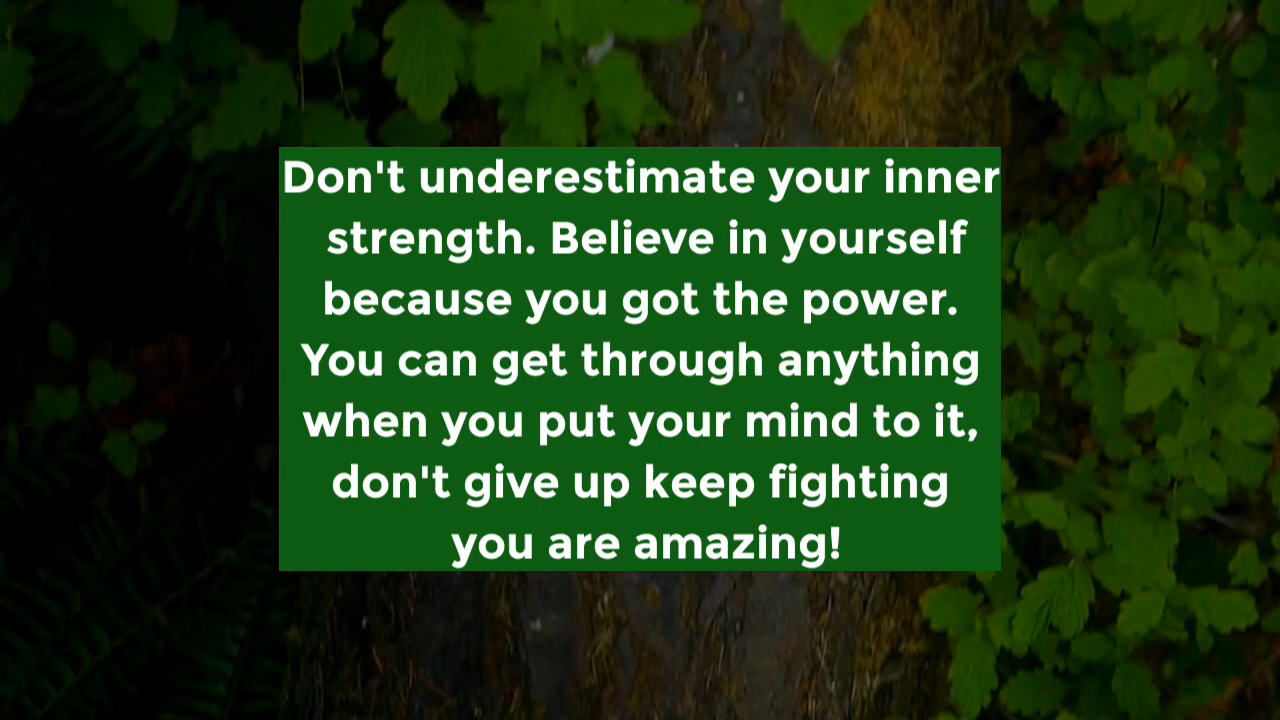 Don't underestimate your inner
strength. Believe in yourself
because you got the power.
You can get through anything
when you put your mind to it,
don't give up keep fighting
you are amazing!